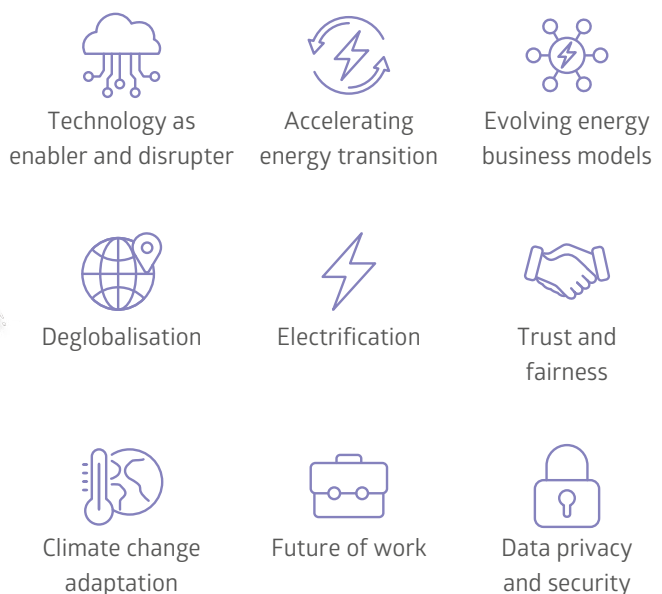 Technology as
enabler and disrupter
Accelerating
energy transition
Evolving energy
business models
Deglobalisation
Electrification
Trust and
fairness
Climate change
adaptation
Future of work
Data privacy
and security